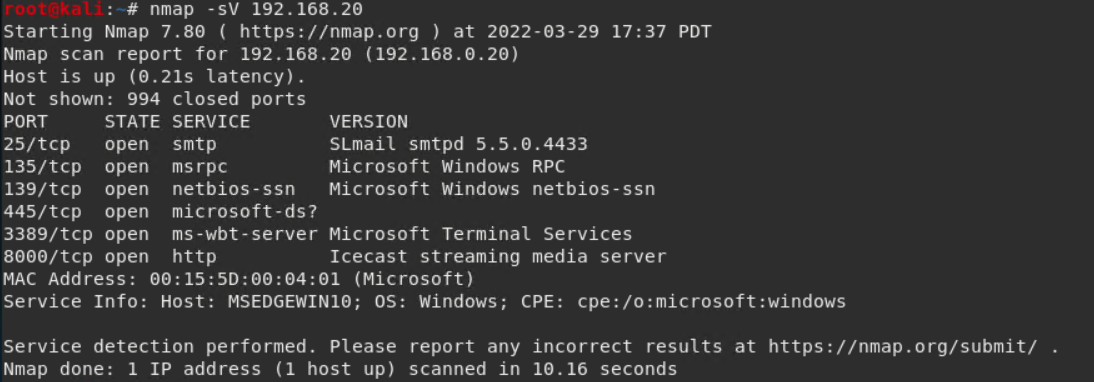 root@kali:~# nmap -sV 192.168.20
Starting Nmap 7.80 ( https://nmap.org ) at 2022-03-29 17:37 PDT
Nmap scan report for 192.168.20 (192.168.0.20)
Host is up (0.21s latency).
Not shown: 994 closed ports
PORT     STATE SERVICE       VERSION
25/tcp   open  smtp          SLmail smtpd 5.5.0.4433
135/tcp  open  msrpc         Microsoft Windows RPC
139/tcp  open  netbios-ssn   Microsoft Windows netbios-ssn
445/tcp  open  microsoft-ds?
3389/tcp open  ms-wbt-server Microsoft Terminal Services
8000/tcp open  http          Icecast streaming media server
MAC Address: 00:15:5D:00:04:01 (Microsoft)
Service Info: Host: MSEDGEWIN10; OS: Windows; CPE: cpe:/o:microsoft:windows

Service detection performed. Please report any incorrect results at https://nmap.org/submit/ .
Nmap done: 1 IP address (1 host up) scanned in 10.16 seconds